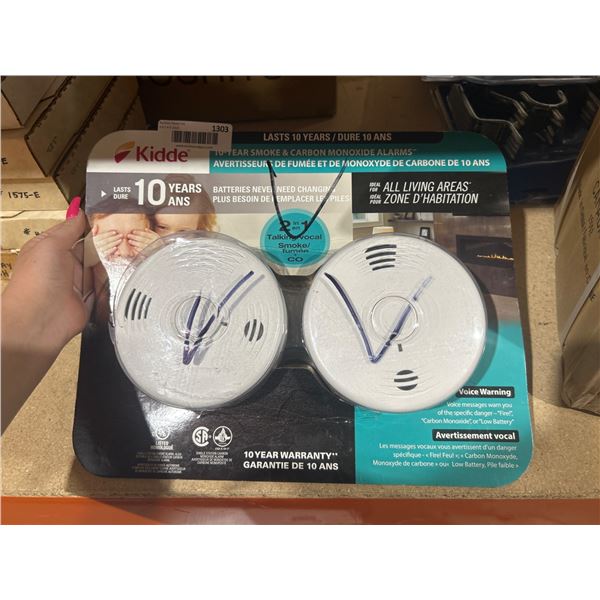 1303
LASTS 10 YEARS / DURE 10 ANS
Kidde
10-YEAR SMOKE & CARBON MONOXIDE ALARMS
AVERTISSEUR DE FUMÉE ET DE MONOXYDE DE CARBONE DE 10 ANS
LASTS
DURE
10 YEARS
ANS
BATTERIES NEVER NEED CHANGING
PLUS BESOIN DE REMPLACER LES PILES
IDEAL FOR
IDÉAL POUR
ALL LIVING AREAS*
ZONE D'HABITATION
2 in 1
en
Talking/Vocal
Smoke/
Fumée
CO
1575-E
Voice Warning
Voice messages warn you
of the specific danger – "Fire!",
"Carbon Monoxide", or "Low Battery"
Avertissement vocal
Les messages vocaux vous avertissent d'un danger
spécifique - « Fire! Feu! »; « Carbon Monoxyde,
Monoxyde de carbone » ou« Low Battery, Pile faible »
LISTED
HOMOLOGUÉ
10 YEAR WARRANTY**
GARANTIE DE 10 ANS